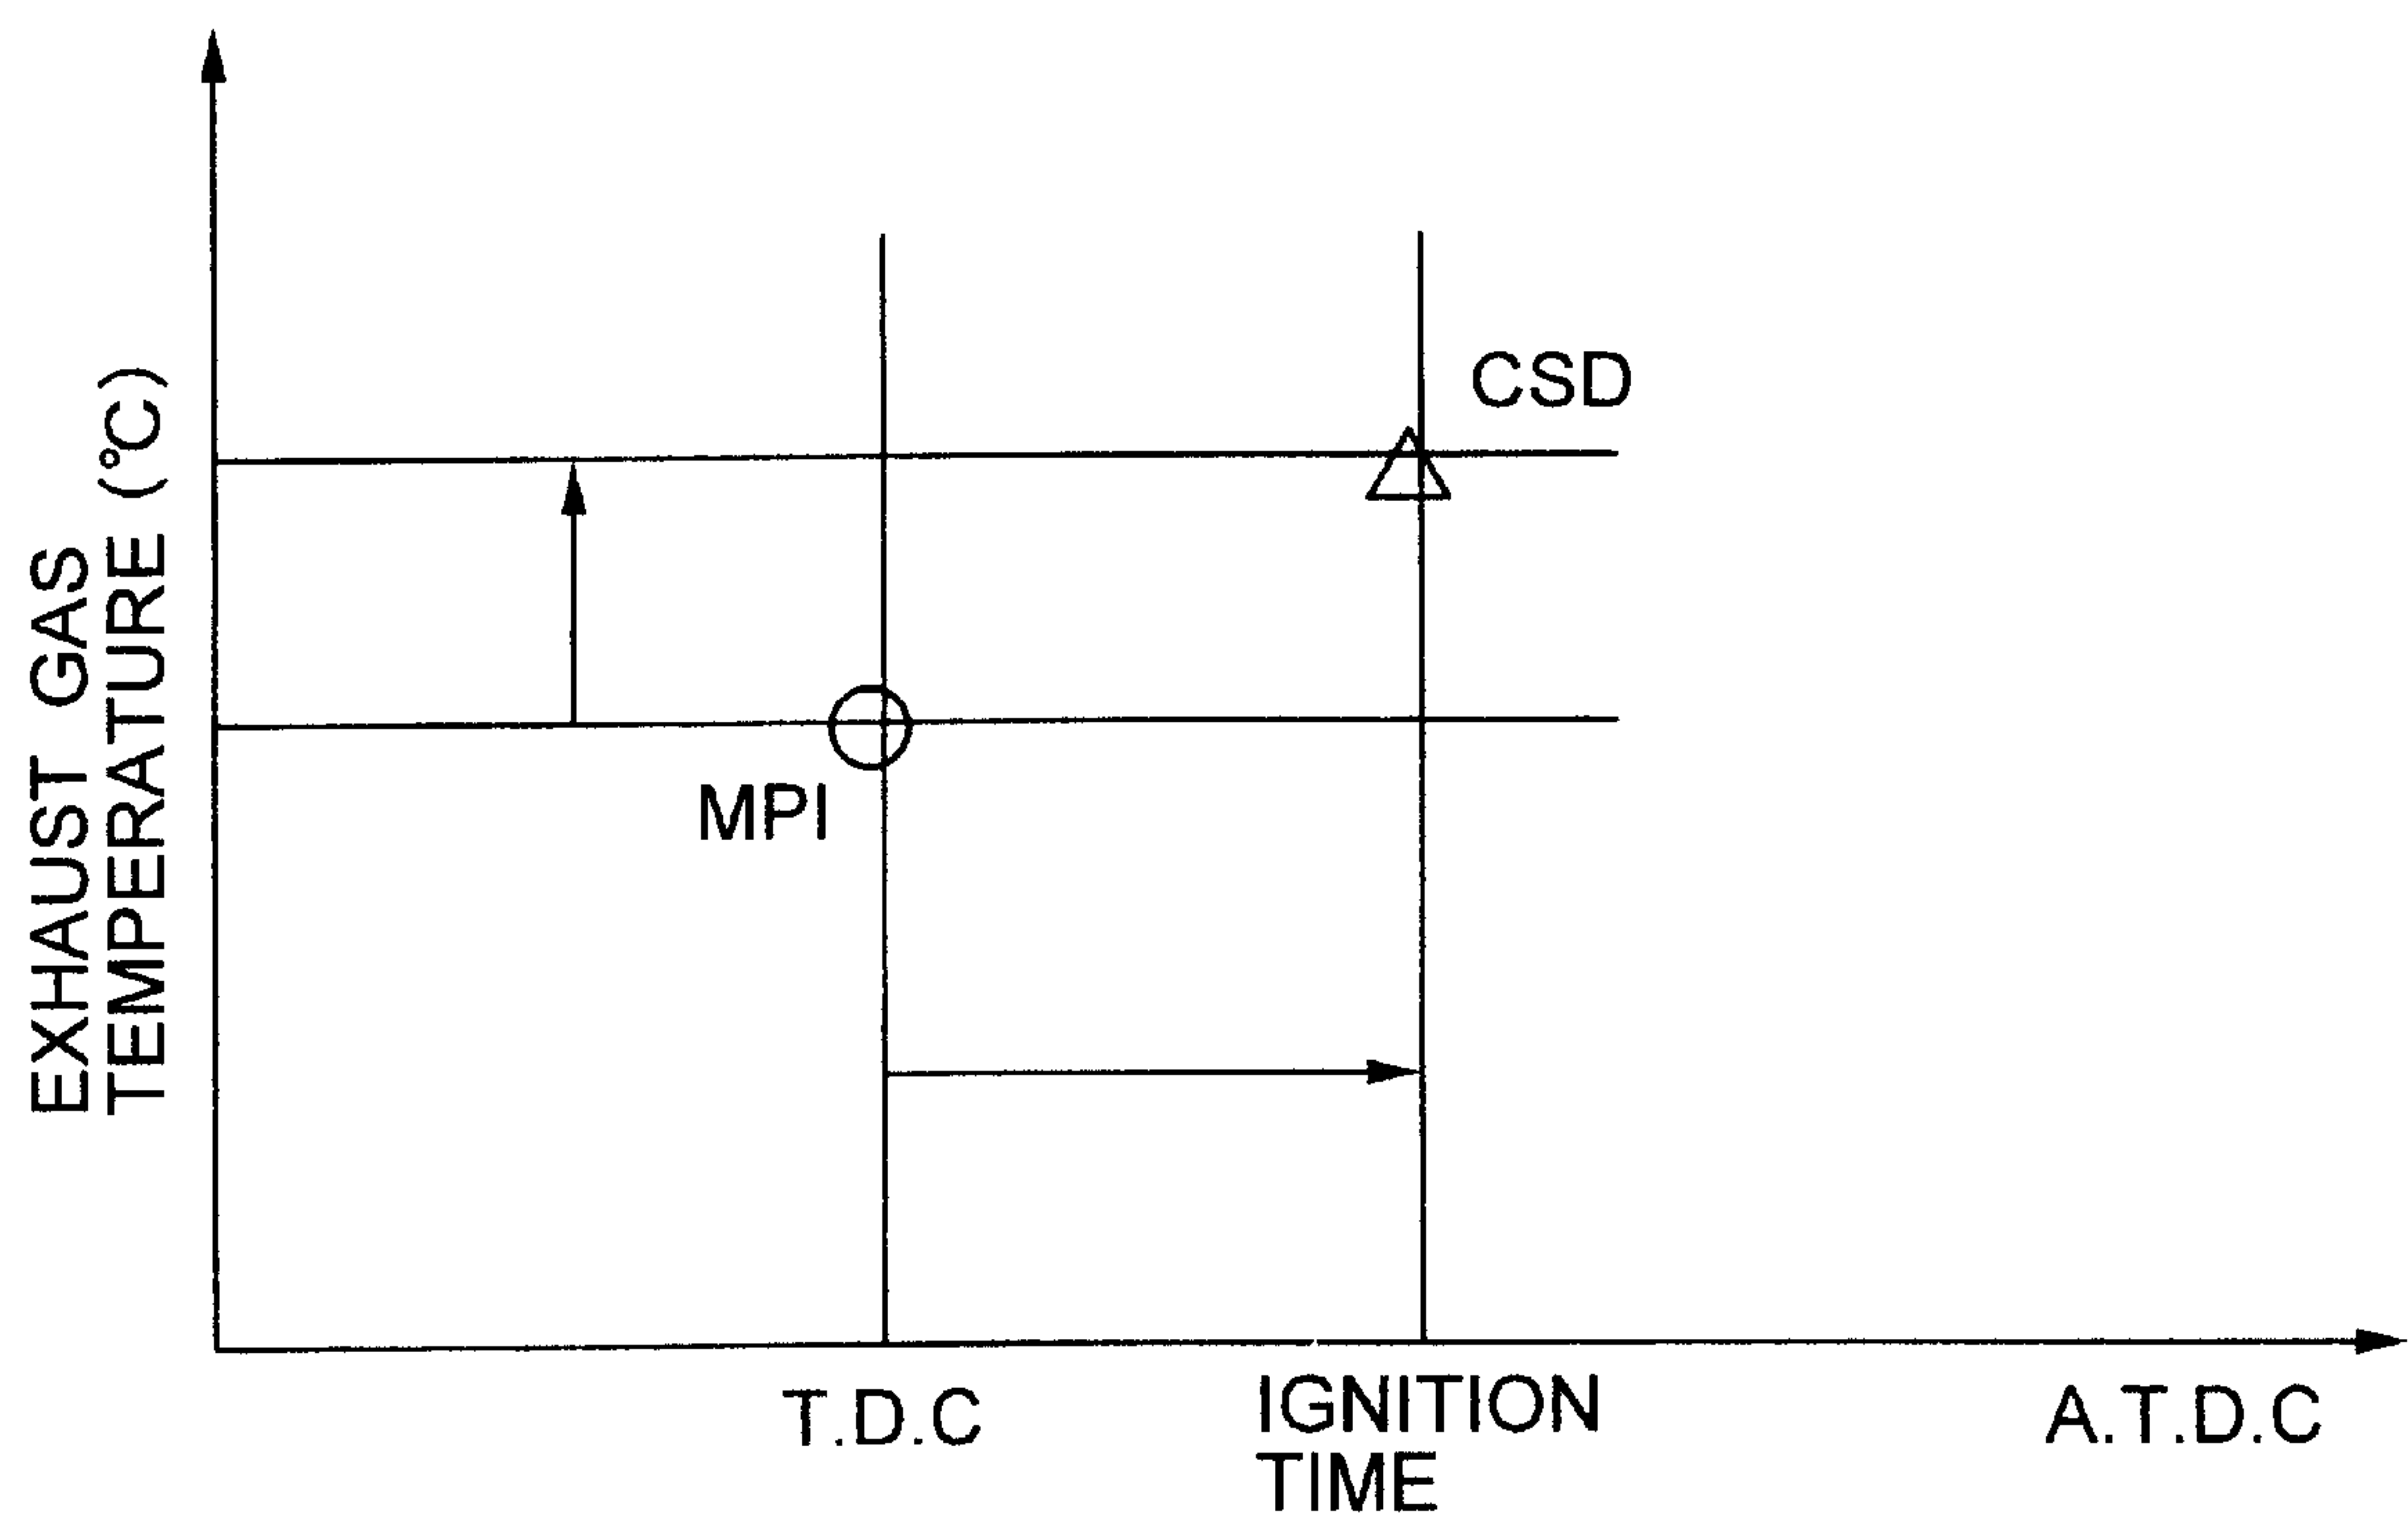 EXHAUST GAS
TEMPERATURE (°C)
CSD
MPI
T.D.C
IGNITION
TIME
A.T.D.C